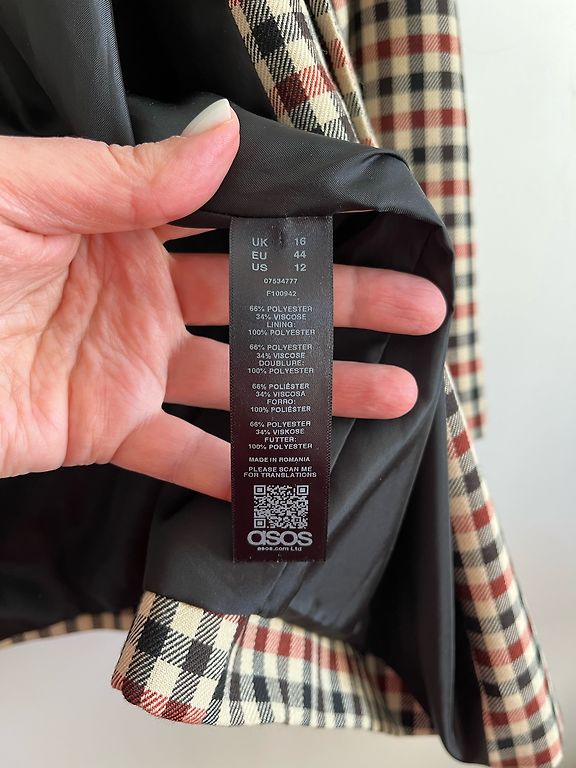 UK 16
EU 44
US 12
07534777
F100942
66% POLYESTER
34% VISCOSE
LINING:
100% POLYESTER
66% POLYESTER
34% VISCOSE
DOUBLURE:
100% POLYESTER
66% POLIÉSTER
34% VISCOSA
FORRO:
100% POLIÉSTER
66% POLYESTER
34% VISKOSE
FUTTER:
100% POLYESTER
MADE IN ROMANIA
PLEASE SCAN ME
FOR TRANSLATIONS
asos
asos.com Ltd